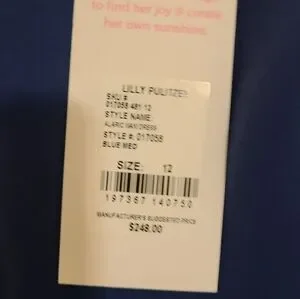 to find her joy & create
her own sunshine.
LILLY PULITZER
SKU #
017058 481 12
STYLE NAME
ALARIC MAXI DRESS
STYLE #: 017058
BLUE MED
SIZE: 12
197367 140750
MANUFACTURER'S SUGGESTED PRICE
$248.00